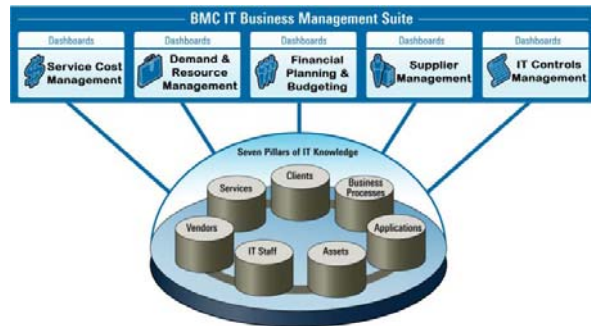 BMC IT Business Management Suite
Dashboards
Service Cost
Management
Dashboards
Demand &
Resource
Management
Dashboards
Financial
Planning &
Budgeting
Dashboards
Supplier
Management
Dashboards
IT Controls
Management
Seven Pillars of IT Knowledge
Clients
Services
Business
Processes
Vendors
Applications
IT Staff
Assets